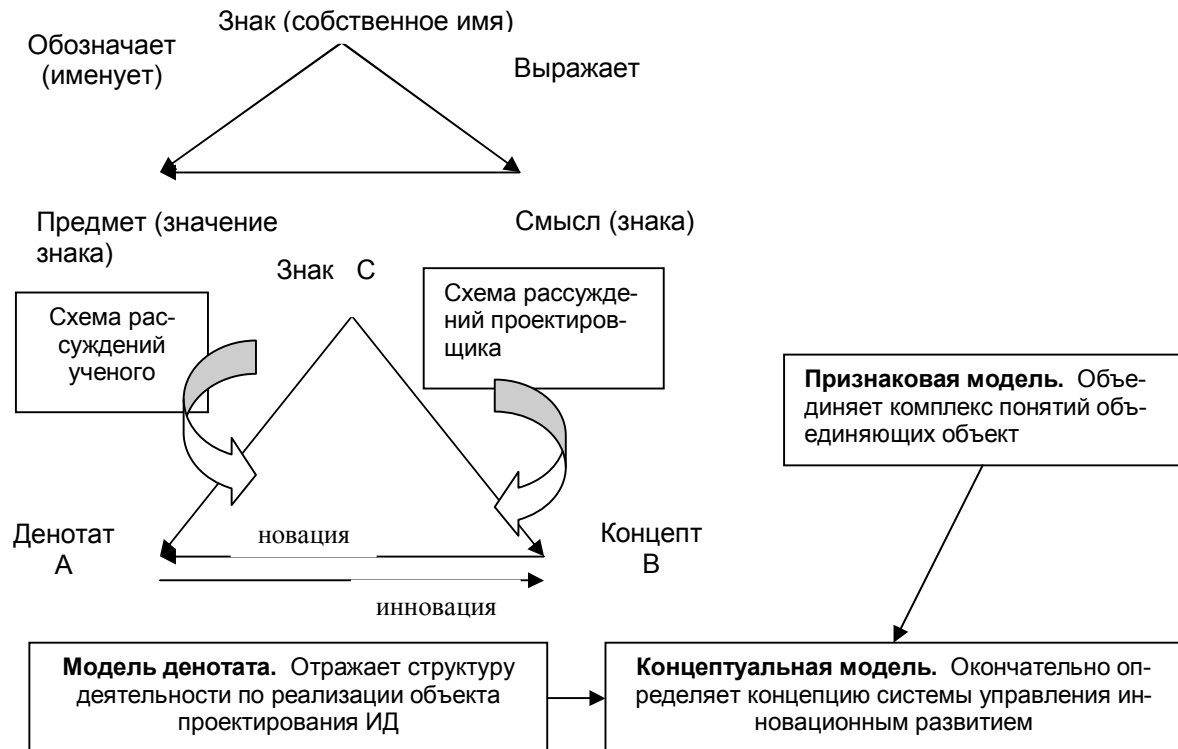 Знак (собственное имя)
Обозначает
(именует)
Выражает
Предмет (значение
знака)
Смысл (знака)
Знак С
Схема рас-
суждений
ученого
Схема рассужде-
ний проектиров-
щика
Признаковая модель. Объе-
диняет комплекс понятий объ-
единяющих объект
Денотат
А
новация
Концепт
В
инновация
Модель денотата. Отражает структуру
деятельности по реализации объекта
проектирования ИД
Концептуальная модель. Окончательно оп-
ределяет концепцию системы управления ин-
новационным развитием